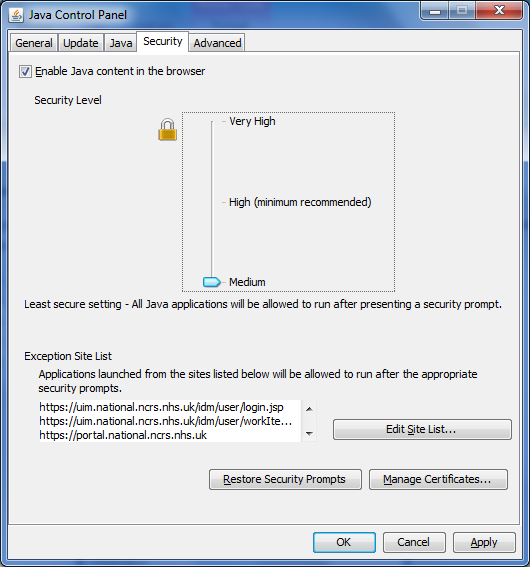 Java Control Panel
General Update Java Security Advanced
Enable Java content in the browser
Security Level
Very High
High (minimum recommended)
Medium
Least secure setting - All Java applications will be allowed to run after presenting a security prompt.
Exception Site List
Applications launched from the sites listed below will be allowed to run after the appropriate
security prompts.
https://uim.national.ncrs.nhs.uk/idm/user/login.jsp
https://uim.national.ncrs.nhs.uk/idm/user/workIte...
https://portal.national.ncrs.nhs.uk
Edit Site List...
Restore Security Prompts Manage Certificates...
OK Cancel Apply